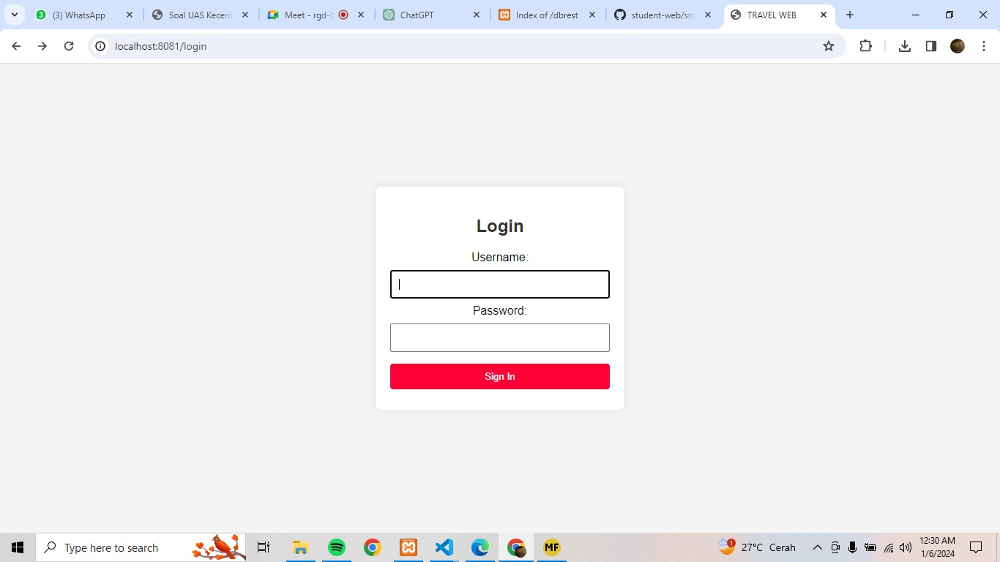 (3) WhatsApp
Soal UAS Kecerd
Meet - rgd-h
ChatGPT
Index of /dbrest
student-web/src
TRAVEL WEB
localhost:8081/login
Login
Username:
Password:
Sign In
Type here to search
MF
1
27°C Cerah
12:30 AM
1/6/2024